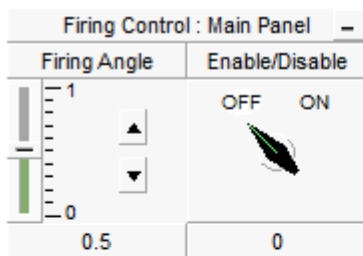 Firing Control : Main Panel
Firing Angle Enable/Disable
1
OFF ON
0
0.5 0